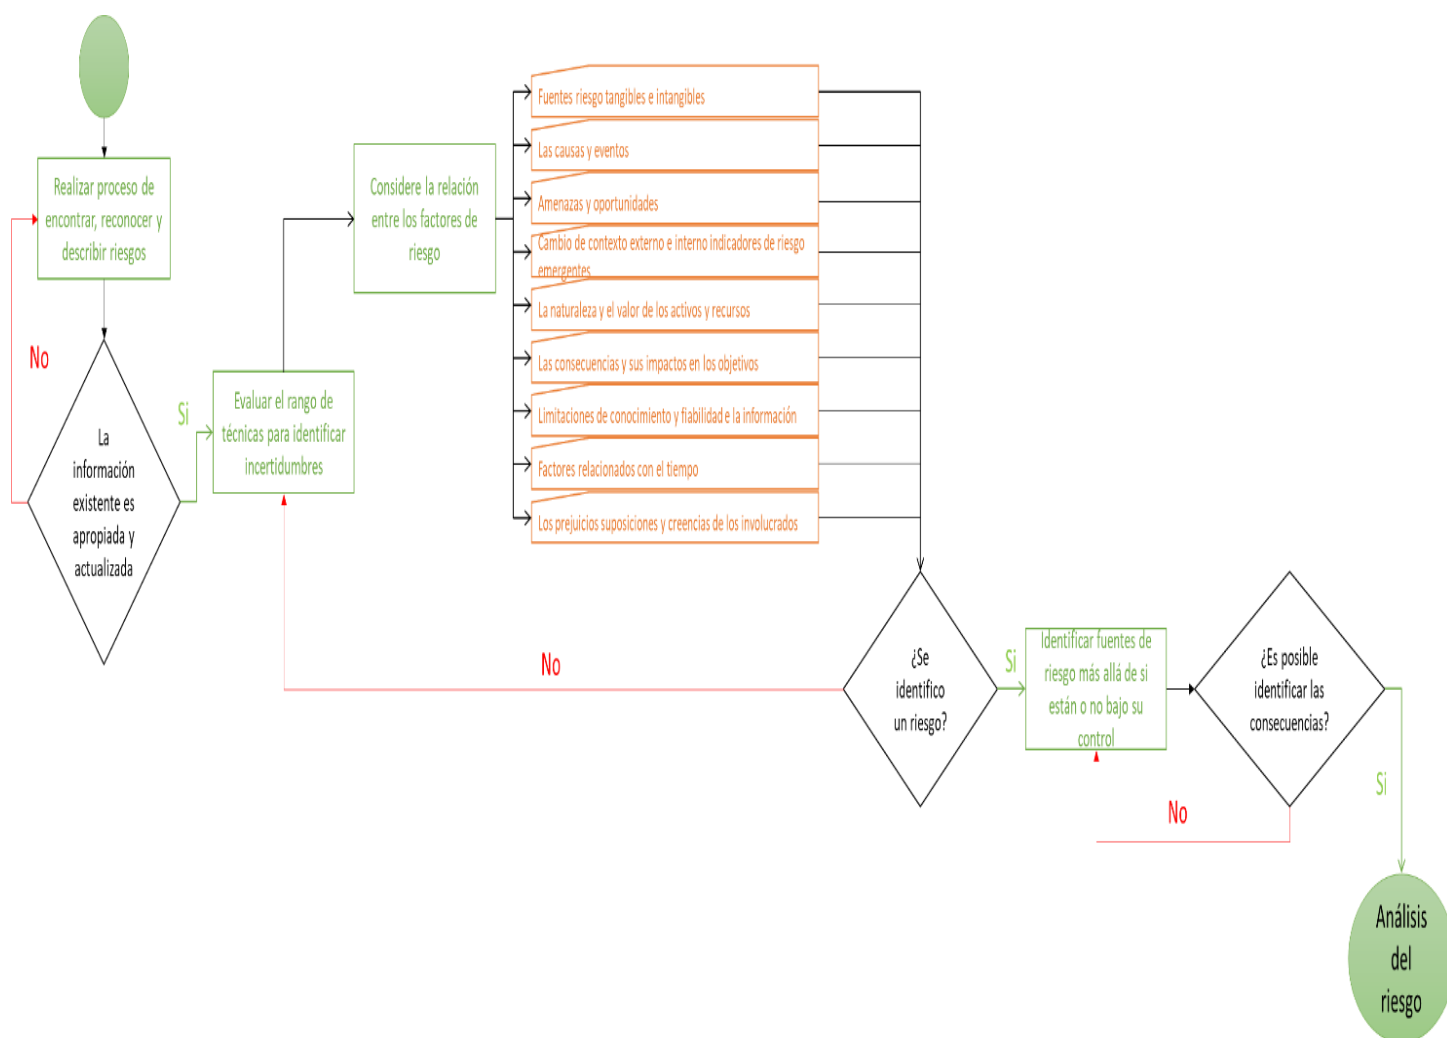 Realizar proceso de
encontrar, reconocer y
describir riesgos
No
La
información
existente es
apropiada y
actualizada
Si
Evaluar el rango de
técnicas para identificar
incertidumbres
Considere la relación
entre los factores de
riesgo
Fuentes riesgo tangibles e intangibles
Las causas y eventos
Amenazas y oportunidades
Cambio de contexto externo e interno indicadores de riesgo
emergentes
La naturaleza y el valor de los activos y recursos
Las consecuencias y sus impactos en los objetivos
Limitaciones de conocimiento y fiabilidad e la información
Factores relacionados con el tiempo
Los prejuicios suposiciones y creencias de los involucrados
No
¿Se
identifico
un riesgo?
Si
Identificar fuentes de
riesgo más allá de si
están o no bajo su
control
¿Es posible
identificar las
consecuencias?
No
Si
Análisis
del
riesgo